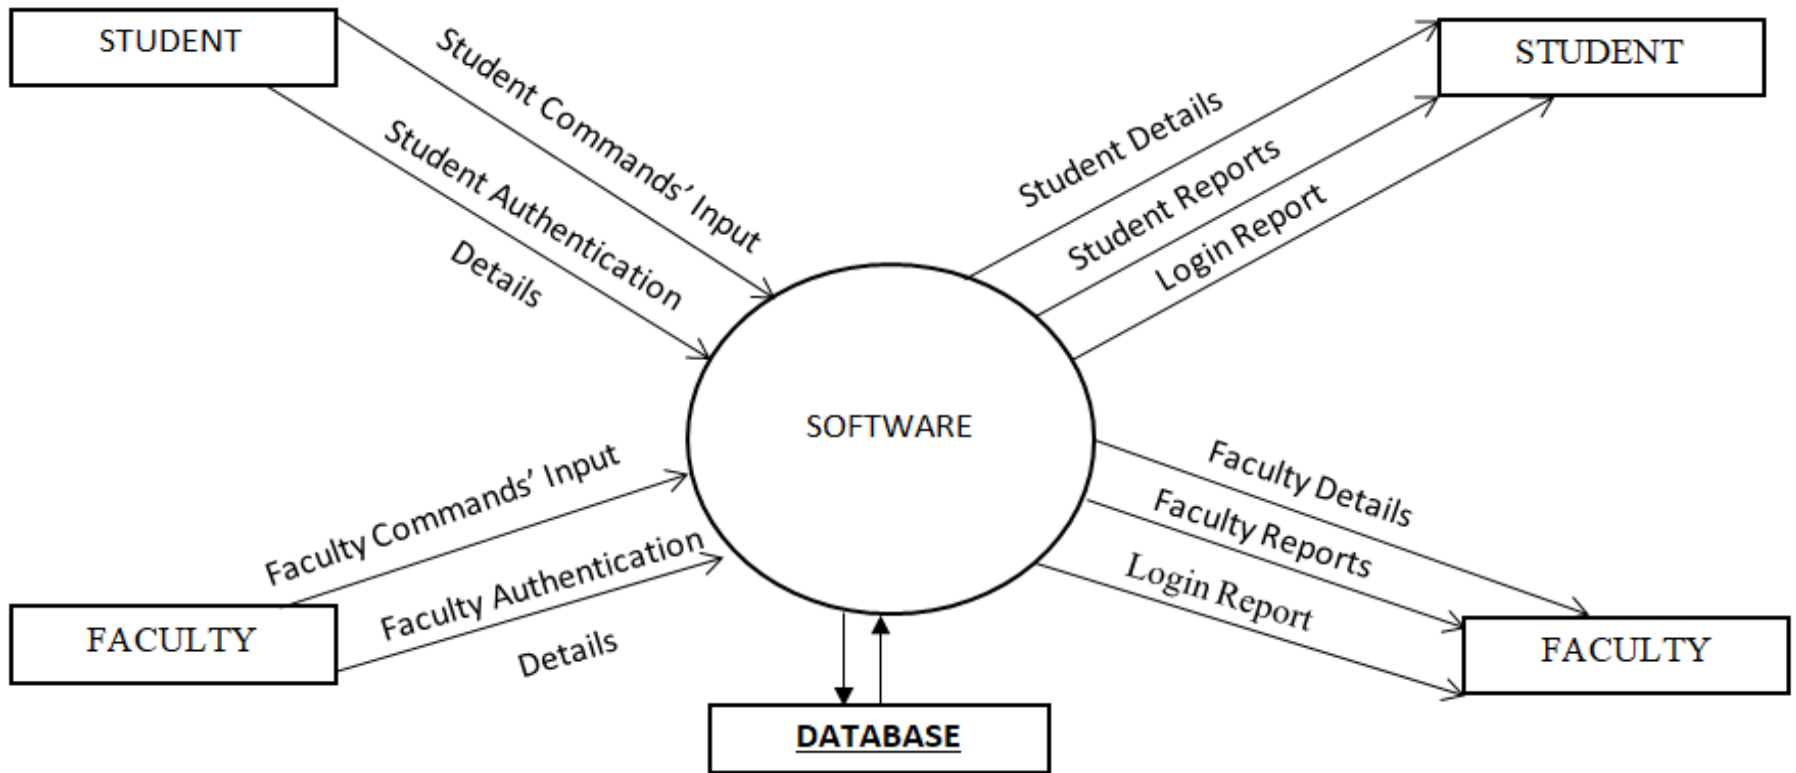 STUDENT
Student Commands’ Input
Student Authentication
Details
STUDENT
Student Details
Student Reports
Login Report
SOFTWARE
Faculty Commands’ Input
Faculty Authentication
Details
FACULTY
Faculty Details
Faculty Reports
Login Report
FACULTY
DATABASE